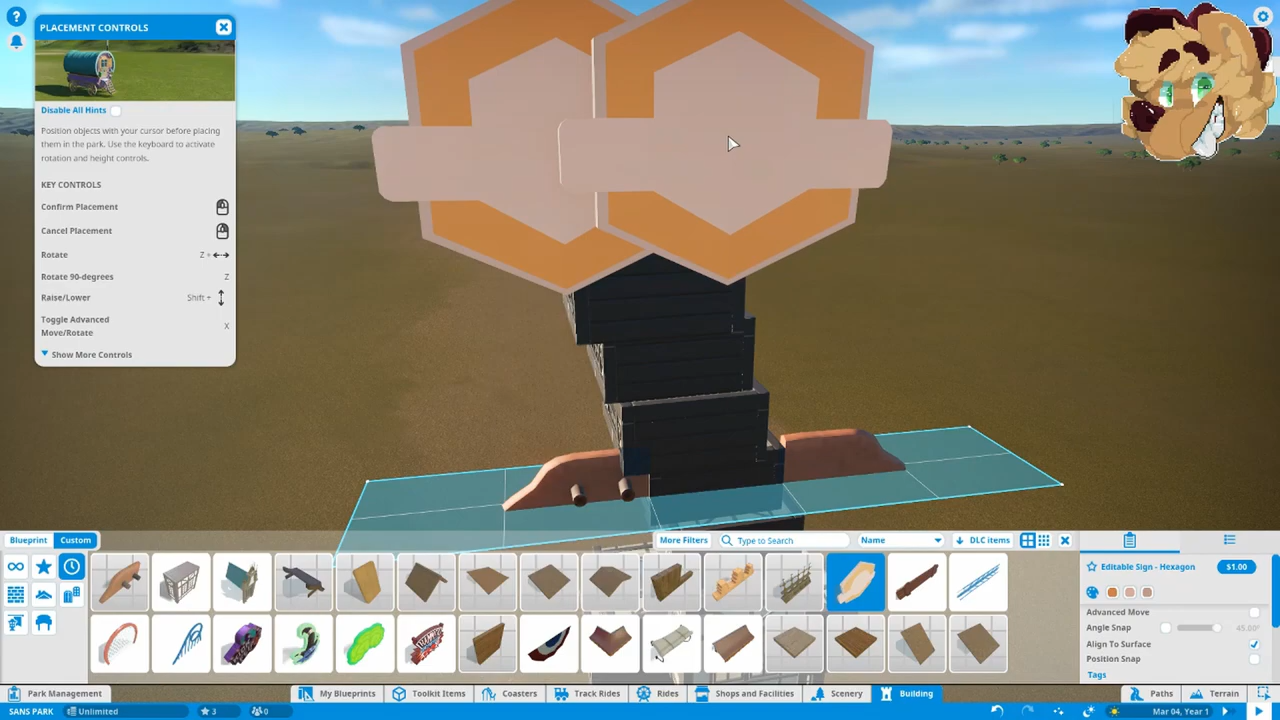 PLACEMENT CONTROLS
Disable All Hints
Position objects with your cursor before placing
them in the park. Use the keyboard to activate
rotation and height controls.
KEY CONTROLS
Confirm Placement
Cancel Placement
Rotate Z +
Rotate 90-degrees Z
Raise/Lower Shift +
Toggle Advanced
Move/Rotate X
Show More Controls
Blueprint Custom More Filters Type to Search Name DLC items
Editable Sign - Hexagon $1.00
Advanced Move
Angle Snap 45.00°
Align To Surface
Position Snap
Tags
Park Management My Blueprints Toolkit Items Coasters Track Rides Rides Shops and Facilities Scenery Building Paths Terrain
SANS PARK Unlimited 3 0 Mar 04, Year 1